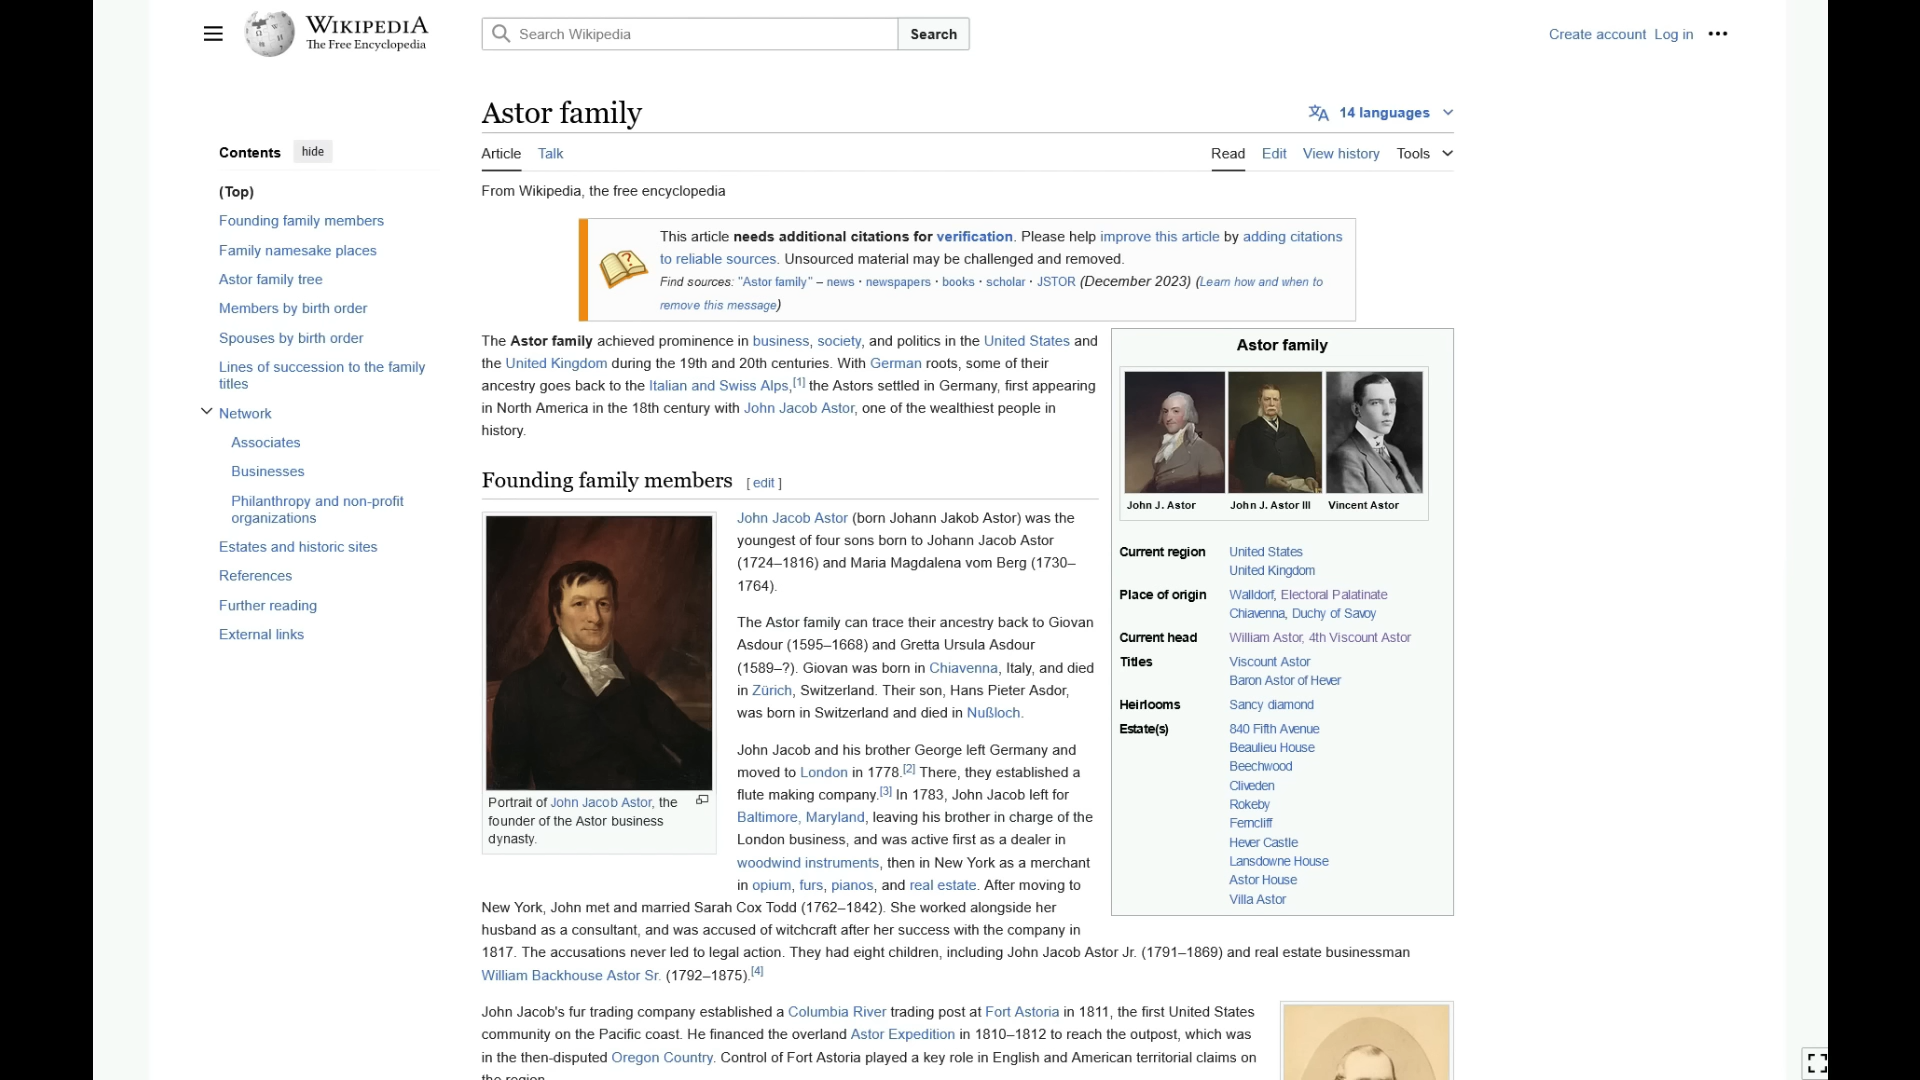 WIKIPEDIA
The Free Encyclopedia
Search Wikipedia
Search
Create account Log in
Astor family
14 languages
Contents hide
Article Talk
Read Edit View history Tools
From Wikipedia, the free encyclopedia
(Top)
Founding family members
Family namesake places
Astor family tree
Members by birth order
Spouses by birth order
Lines of succession to the family
titles
Network
Associates
Businesses
Philanthropy and non-profit
organizations
Estates and historic sites
References
Further reading
External links
This article needs additional citations for verification. Please help improve this article by adding citations
to reliable sources. Unsourced material may be challenged and removed.
Find sources: "Astor family" – news · newspapers · books · scholar · JSTOR (December 2023) (Learn how and when to
remove this message)
The Astor family achieved prominence in business, society, and politics in the United States and
the United Kingdom during the 19th and 20th centuries. With German roots, some of their
ancestry goes back to the Italian and Swiss Alps,[1] the Astors settled in Germany, first appearing
in North America in the 18th century with John Jacob Astor, one of the wealthiest people in
history.
Astor family
John J. Astor
John J. Astor III
Vincent Astor
Current region United States
United Kingdom
Place of origin Walldorf, Electoral Palatinate
Chiavenna, Duchy of Savoy
Current head William Astor, 4th Viscount Astor
Titles Viscount Astor
Baron Astor of Hever
Heirlooms Sancy diamond
Estate(s) 840 Fifth Avenue
Beaulieu House
Beechwood
Cliveden
Rokeby
Ferncliff
Hever Castle
Lansdowne House
Astor House
Villa Astor
Founding family members [ edit ]
Portrait of John Jacob Astor, the
founder of the Astor business
dynasty.
John Jacob Astor (born Johann Jakob Astor) was the
youngest of four sons born to Johann Jacob Astor
(1724–1816) and Maria Magdalena vom Berg (1730–
1764).
The Astor family can trace their ancestry back to Giovan
Asdour (1595–1668) and Gretta Ursula Asdour
(1589–?). Giovan was born in Chiavenna, Italy, and died
in Zürich, Switzerland. Their son, Hans Pieter Asdor,
was born in Switzerland and died in Nußloch.
John Jacob and his brother George left Germany and
moved to London in 1778.[2] There, they established a
flute making company.[3] In 1783, John Jacob left for
Baltimore, Maryland, leaving his brother in charge of the
London business, and was active first as a dealer in
woodwind instruments, then in New York as a merchant
in opium, furs, pianos, and real estate. After moving to
New York, John met and married Sarah Cox Todd (1762–1842). She worked alongside her
husband as a consultant, and was accused of witchcraft after her success with the company in
1817. The accusations never led to legal action. They had eight children, including John Jacob Astor Jr. (1791–1869) and real estate businessman
William Backhouse Astor Sr. (1792–1875).[4]
John Jacob's fur trading company established a Columbia River trading post at Fort Astoria in 1811, the first United States
community on the Pacific coast. He financed the overland Astor Expedition in 1810–1812 to reach the outpost, which was
in the then-disputed Oregon Country. Control of Fort Astoria played a key role in English and American territorial claims on
the region.